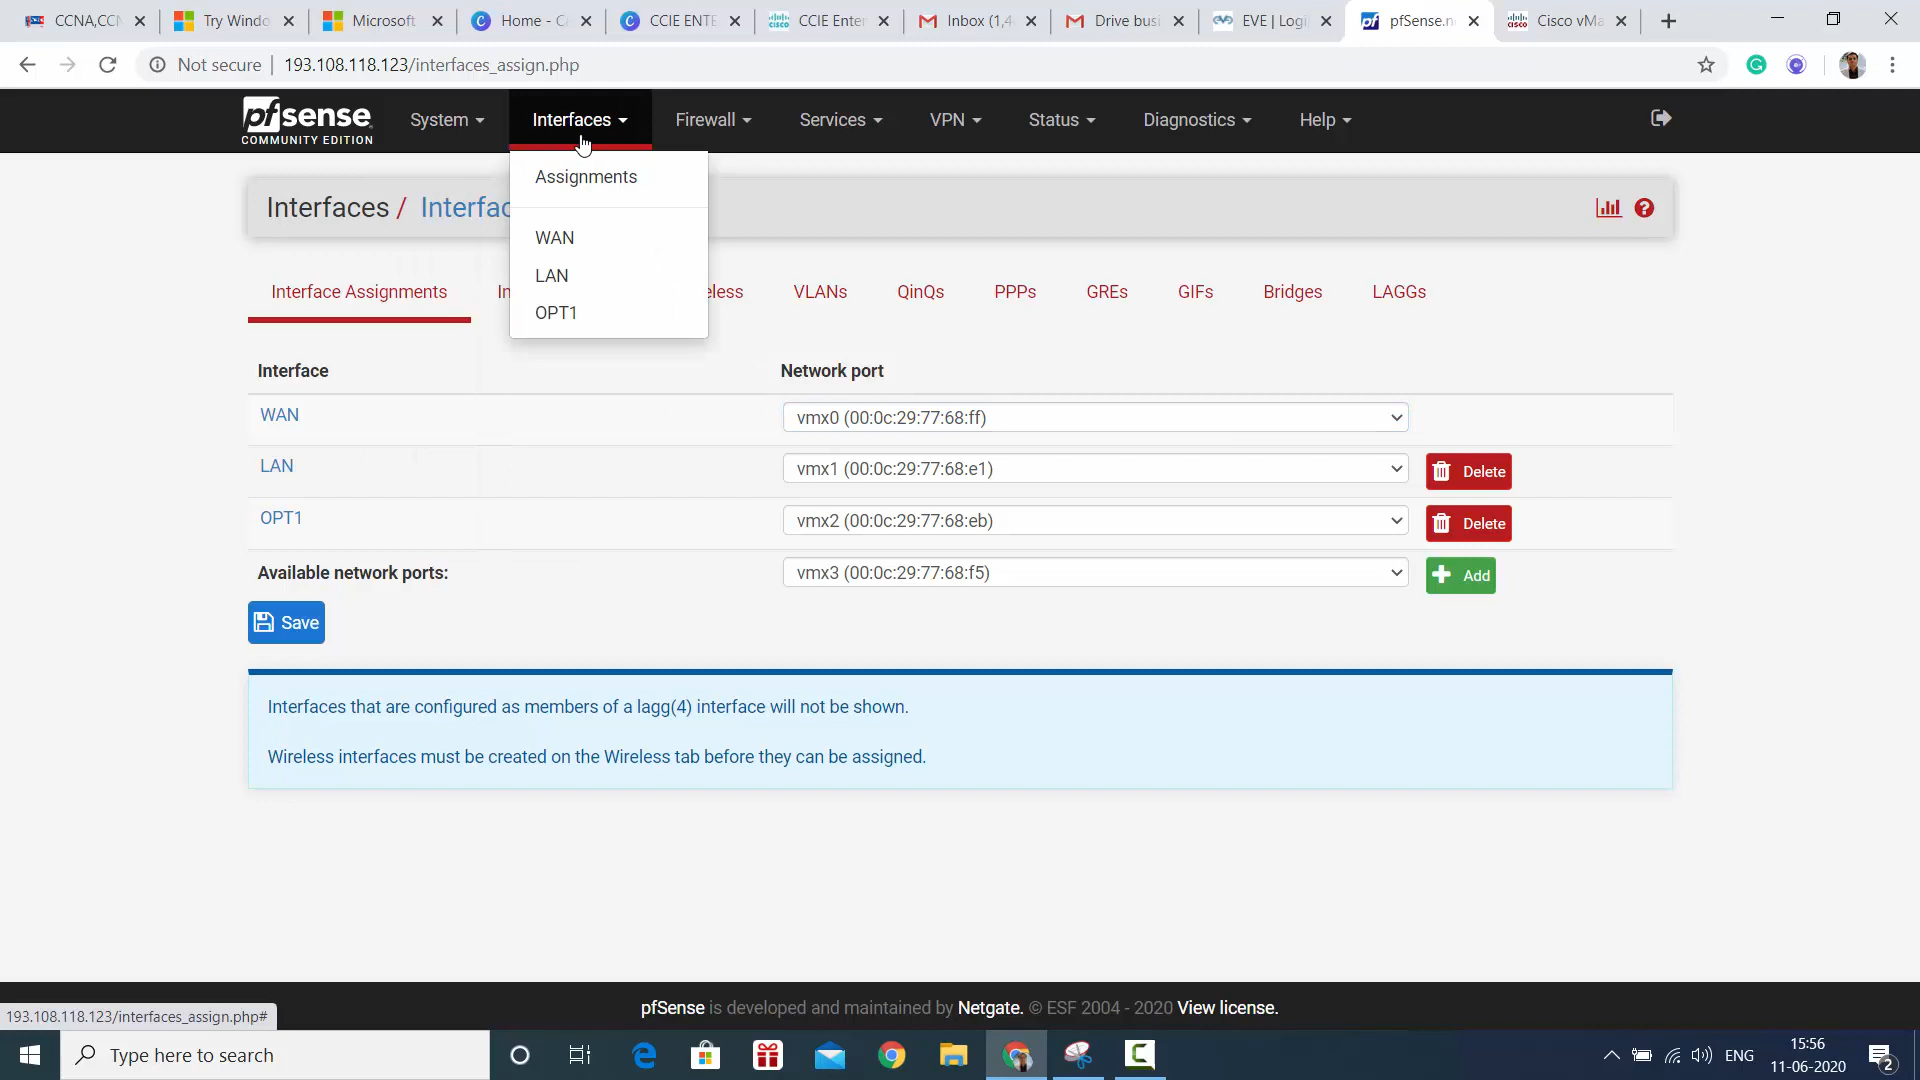 CCNA,CCN
Try Windo
Microsoft
Home - C
CCIE ENTE
CCIE Enter
Inbox (1,4
Drive busi
EVE | Logi
pfSense.n
Cisco vMa
Not secure | 193.108.118.123/interfaces_assign.php
pfsense
COMMUNITY EDITION
System
Interfaces
Firewall
Services
VPN
Status
Diagnostics
Help
Assignments
WAN
LAN
OPT1
Interfaces / Interfac
Interface Assignments
In
eless
VLANs
QinQs
PPPs
GREs
GIFs
Bridges
LAGGs
Interface
Network port
WAN
vmx0 (00:0c:29:77:68:ff)
LAN
vmx1 (00:0c:29:77:68:e1)
Delete
OPT1
vmx2 (00:0c:29:77:68:eb)
Delete
Available network ports:
vmx3 (00:0c:29:77:68:f5)
Add
Save
Interfaces that are configured as members of a lagg(4) interface will not be shown.
Wireless interfaces must be created on the Wireless tab before they can be assigned.
pfSense is developed and maintained by Netgate. © ESF 2004 - 2020 View license.
193.108.118.123/interfaces_assign.php#
Type here to search
ENG
15:56
11-06-2020
2